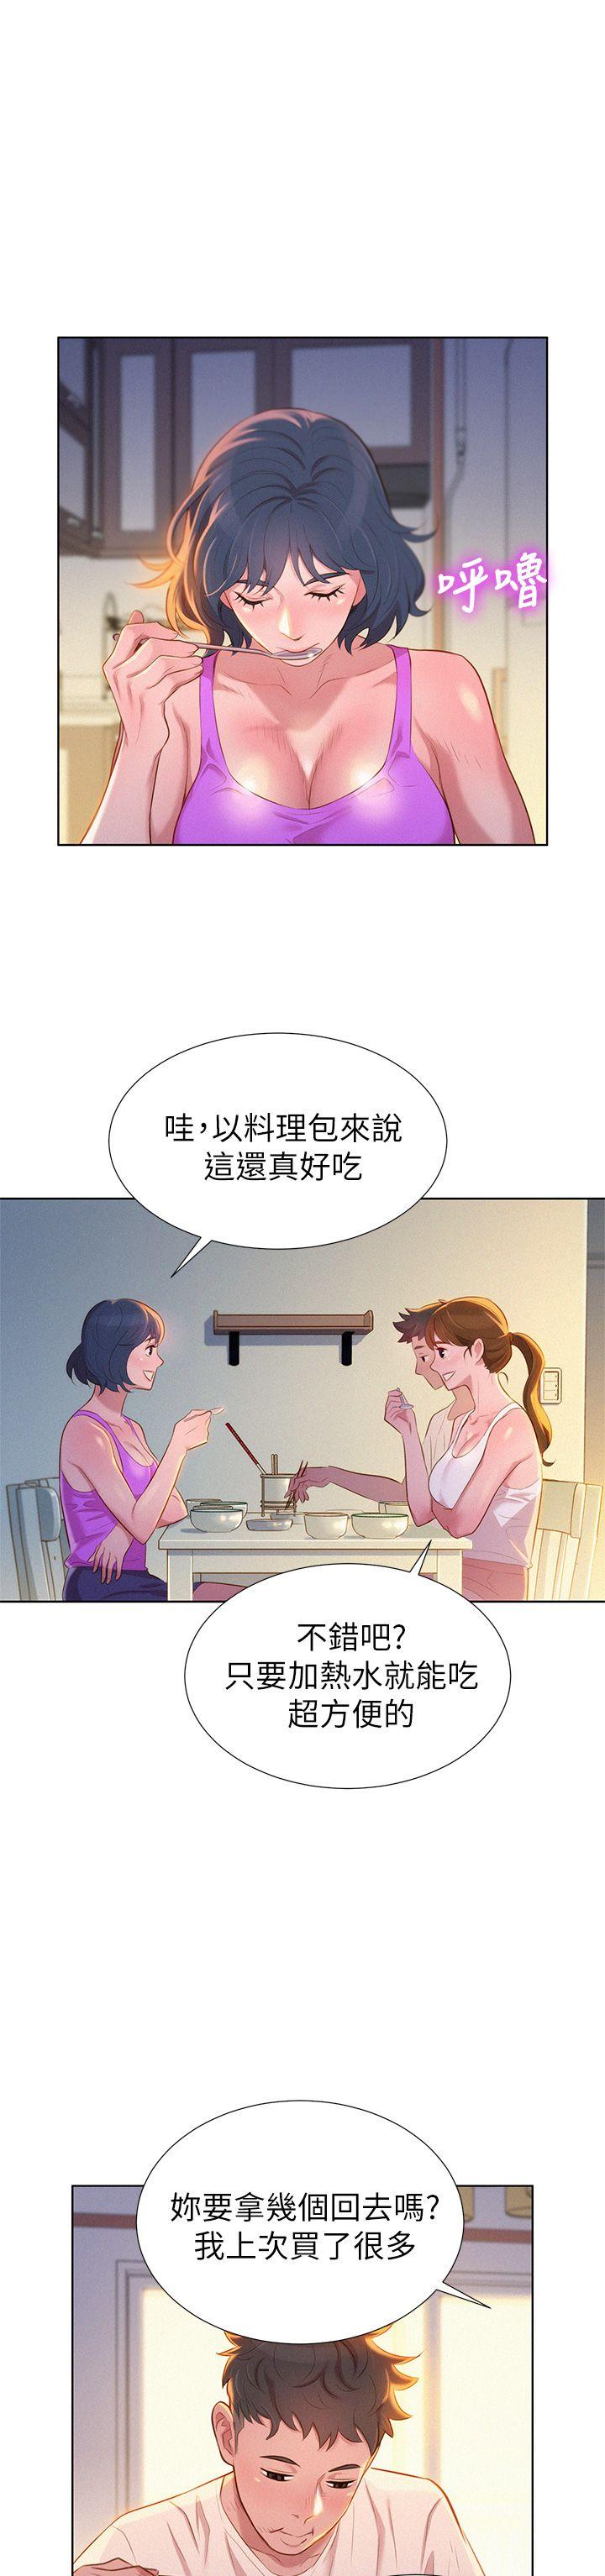 呼嚕
哇，以料理包來說
這還真好吃
不錯吧?
只要加熱水就能吃
超方便的
妳要拿幾個回去嗎?
我上次買了很多